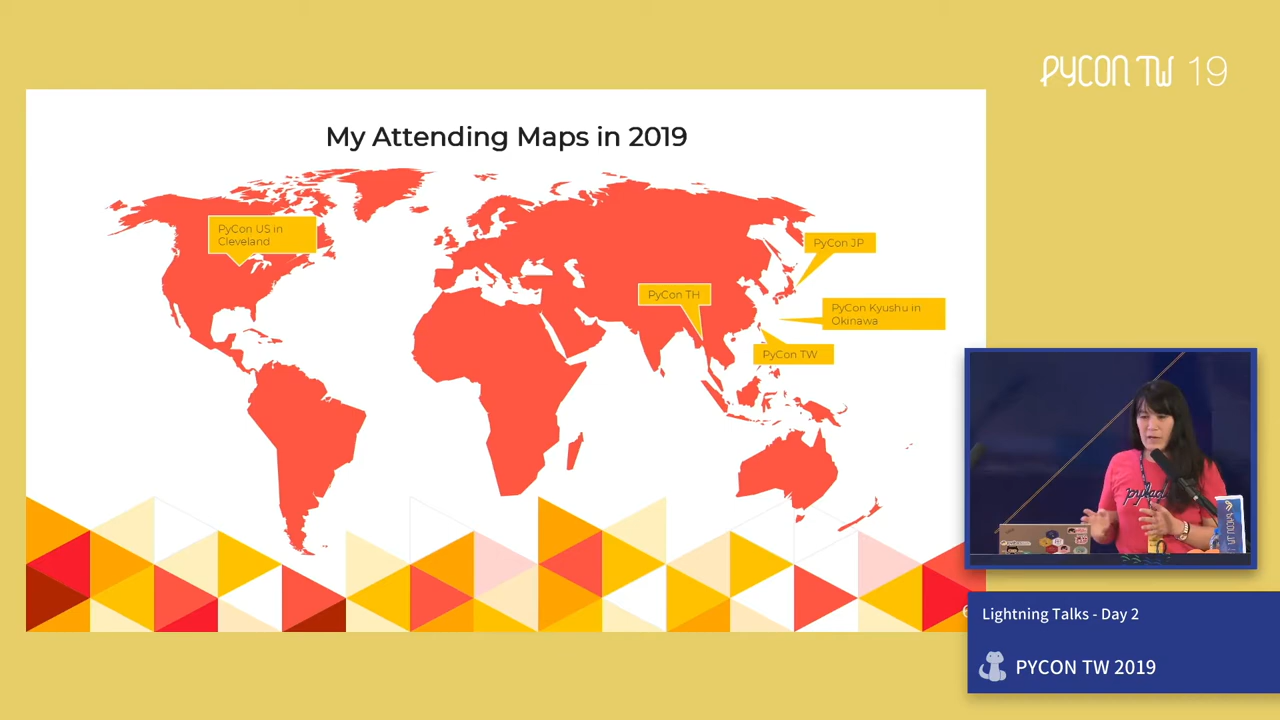 PYCON TW 19
My Attending Maps in 2019
PyCon US in
Cleveland
PyCon JP
PyCon TH
PyCon Kyushu in
Okinawa
PyCon TW
Lightning Talks - Day 2
PYCON TW 2019